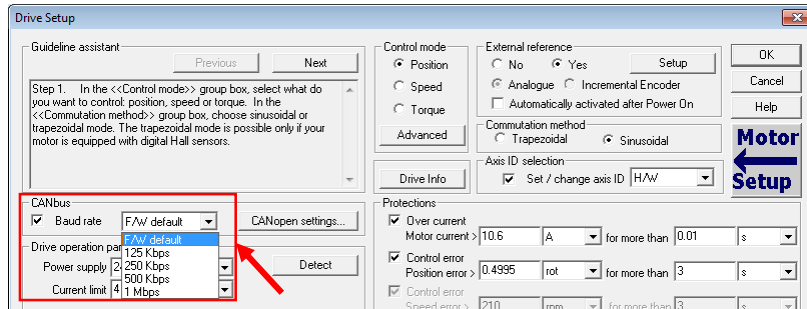 Drive Setup
Guideline assistant
Previous
Next
Step 1. In the <<Control mode>> group box, select what do
you want to control: position, speed or torque. In the
<<Commutation method>> group box, choose sinusoidal or
trapezoidal mode. The trapezoidal mode is possible only if your
motor is equipped with digital Hall sensors.
Control mode
Position
Speed
Torque
Advanced
External reference
No
Yes
Setup
Analogue
Incremental Encoder
Automatically activated after Power On
Commutation method
Trapezoidal
Sinusoidal
Drive Info
Axis ID selection
Set / change axis ID
H/W
OK
Cancel
Help
Motor
Setup
CANbus
Baud rate
F/W default
CANopen settings...
F/W default
125 Kbps
250 Kbps
500 Kbps
1 Mbps
Power supply
Detect
Current limit
Protections
Over current
Motor current >
10.6
A
for more than
0.01
s
Control error
Position error >
0.4995
rot
for more than
3
s
Control error
Speed error >
210
rpm
for more than
3
s